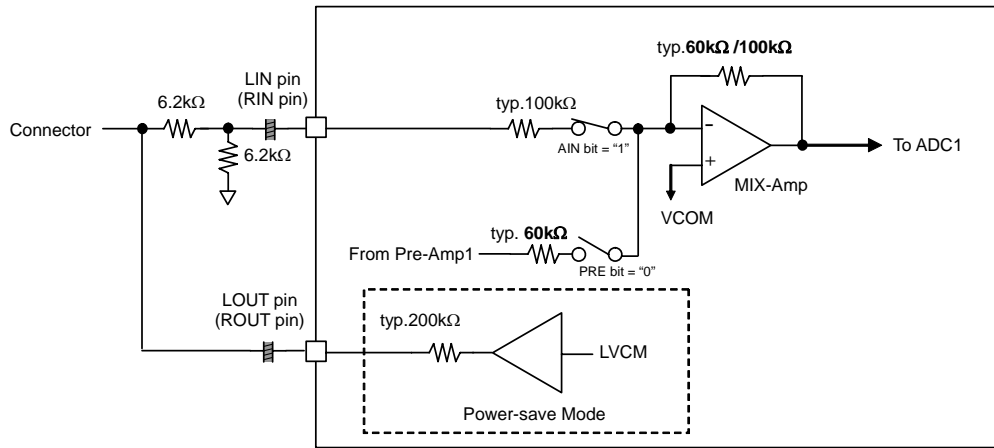 typ.60kΩ /100kΩ
LIN pin
(RIN pin)
6.2kΩ
typ.100kΩ
Connector
6.2kΩ
AIN bit = “1”
-
+
To ADC1
MIX-Amp
VCOM
typ. 60kΩ
From Pre-Amp1
PRE bit = “0”
LOUT pin
(ROUT pin)
typ.200kΩ
LVCM
Power-save Mode